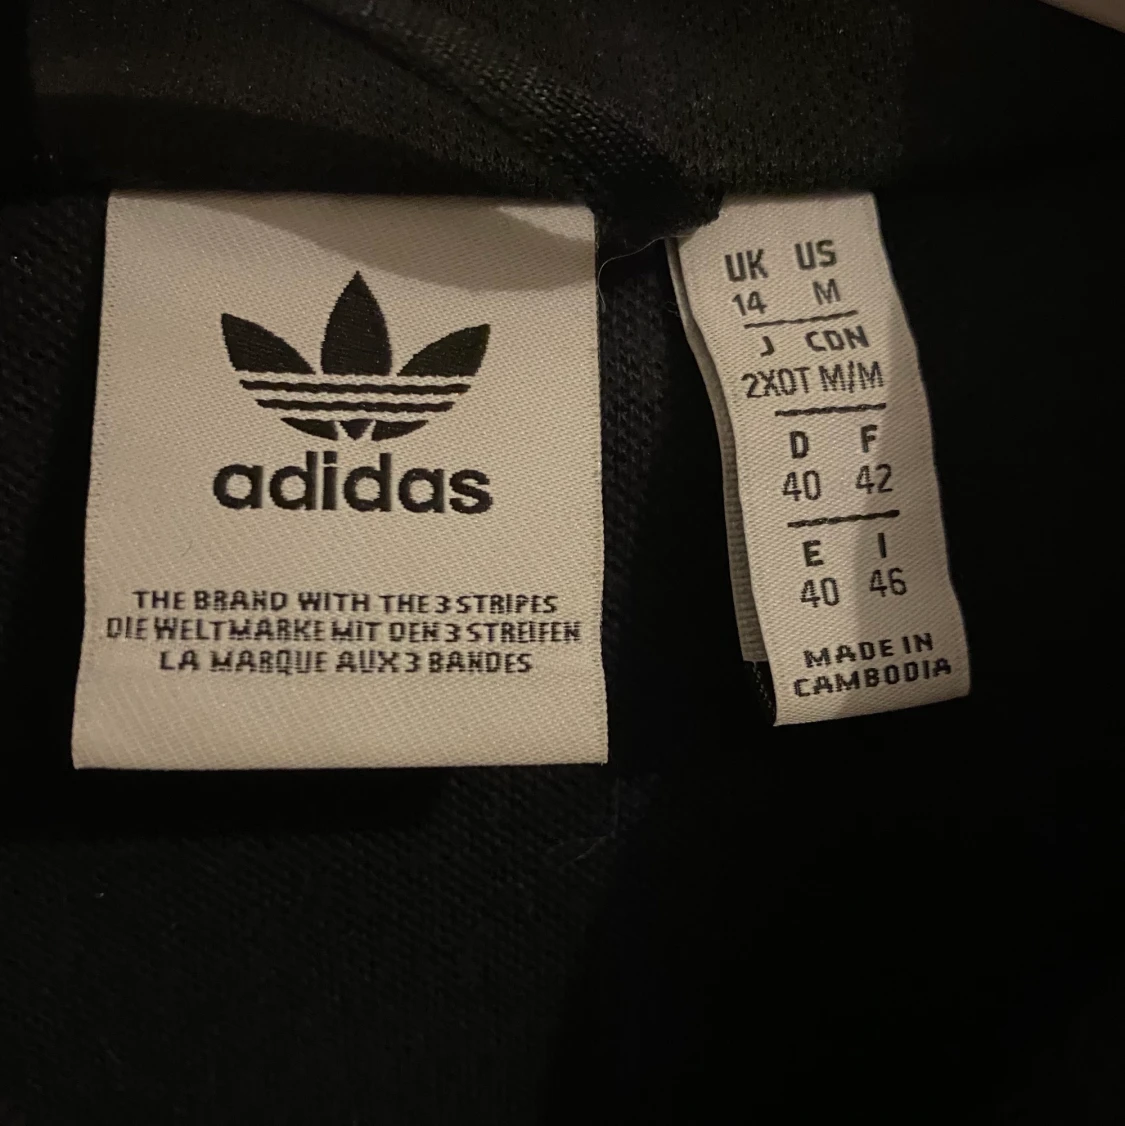 adidas
THE BRAND WITH THE 3 STRIPES
DIE WELTMARKE MIT DEN 3 STREIFEN
LA MARQUE AUX 3 BANDES
UK US
14 M
J CDN
2XOT M/M
D F
40 42
E I
40 46
MADE IN
CAMBODIA